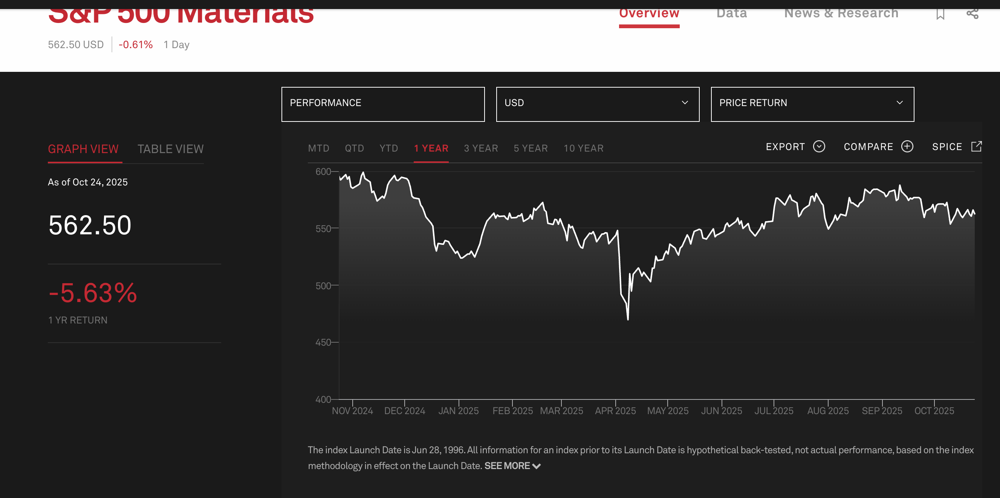 S&P 500 Materials
Overview Data News & Research
562.50 USD -0.61% 1 Day
PERFORMANCE
USD
PRICE RETURN
GRAPH VIEW TABLE VIEW
As of Oct 24, 2025
562.50
-5.63%
1 YR RETURN
MTD QTD YTD 1 YEAR 3 YEAR 5 YEAR 10 YEAR
EXPORT COMPARE SPICE
600
550
500
450
400
NOV 2024 DEC 2024 JAN 2025 FEB 2025 MAR 2025 APR 2025 MAY 2025 JUN 2025 JUL 2025 AUG 2025 SEP 2025 OCT 2025
The index Launch Date is Jun 28, 1996. All information for an index prior to its Launch Date is hypothetical back-tested, not actual performance, based on the index
methodology in effect on the Launch Date. SEE MORE